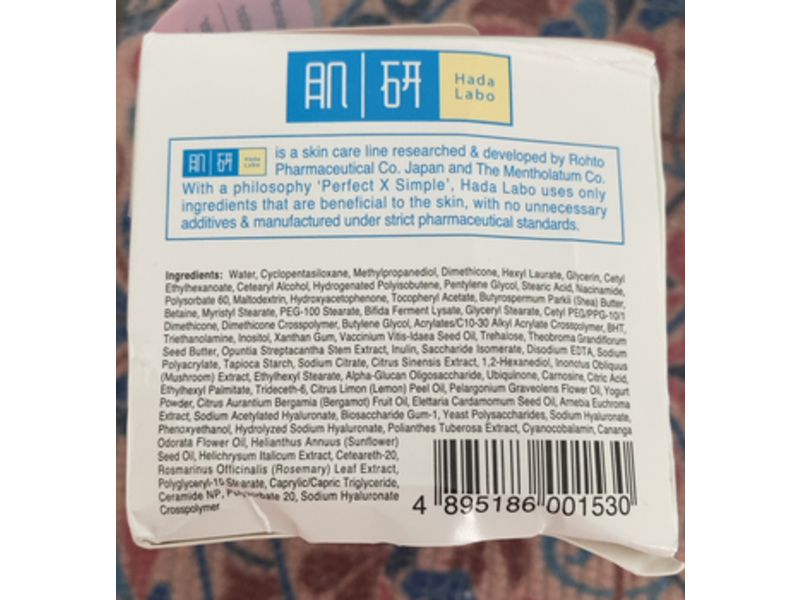 肌 研 Hada
Labo
肌 研 Hada Labo is a skin care line researched & developed by Rohto
Pharmaceutical Co. Japan and The Mentholatum Co.
With a philosophy 'Perfect X Simple', Hada Labo uses only
ingredients that are beneficial to the skin, with no unnecessary
additives & manufactured under strict pharmaceutical standards.
Ingredients: Water, Cyclopentasiloxane, Methylpropanediol, Dimethicone, Hexyl Laurate, Glycerin, Cetyl
Ethylhexanoate, Cetearyl Alcohol, Hydrogenated Polyisobutene, Pentylene Glycol, Stearic Acid, Niacinamide,
Polysorbate 60, Maltodextrin, Hydroxyacetophenone, Tocopheryl Acetate, Butyrospermum Parkii (Shea) Butter,
Betaine, Myristyl Stearate, PEG-100 Stearate, Bifida Ferment Lysate, Glyceryl Stearate, Cetyl PEG/PPG-10/1
Dimethicone, Dimethicone Crosspolymer, Butylene Glycol, Acrylates/C10-30 Alkyl Acrylate Crosspolymer, BHT,
Triethanolamine, Inositol, Xanthan Gum, Vaccinium Vitis-Idaea Seed Oil, Trehalose, Theobroma Grandiflorum
Seed Butter, Opuntia Streptacantha Stem Extract, Inulin, Saccharide Isomerate, Disodium EDTA, Sodium
Polyacrylate, Tapioca Starch, Sodium Citrate, Citrus Sinensis Extract, 1,2-Hexanediol, Inonotus Obliquus
(Mushroom) Extract, Ethylhexyl Stearate, Alpha-Glucan Oligosaccharide, Ubiquinone, Carnosine, Citric Acid,
Ethylhexyl Palmitate, Trideceth-6, Citrus Limon (Lemon) Peel Oil, Pelargonium Graveolens Flower Oil, Yogurt
Powder, Citrus Aurantium Bergamia (Bergamot) Fruit Oil, Elettaria Cardamomum Seed Oil, Arnebia Euchroma
Extract, Sodium Acetylated Hyaluronate, Biosaccharide Gum-1, Yeast Polysaccharides, Sodium Hyaluronate,
Phenoxyethanol, Hydrolyzed Sodium Hyaluronate, Polianthes Tuberosa Extract, Cyanocobalamin, Cananga
Odorata Flower Oil, Helianthus Annuus (Sunflower)
Seed Oil, Helichrysum Italicum Extract, Ceteareth-20,
Rosmarinus Officinalis (Rosemary) Leaf Extract,
Polyglyceryl-10 Stearate, Caprylic/Capric Triglyceride,
Ceramide NP, Polysorbate 20, Sodium Hyaluronate
Crosspolymer
4 895186 001530